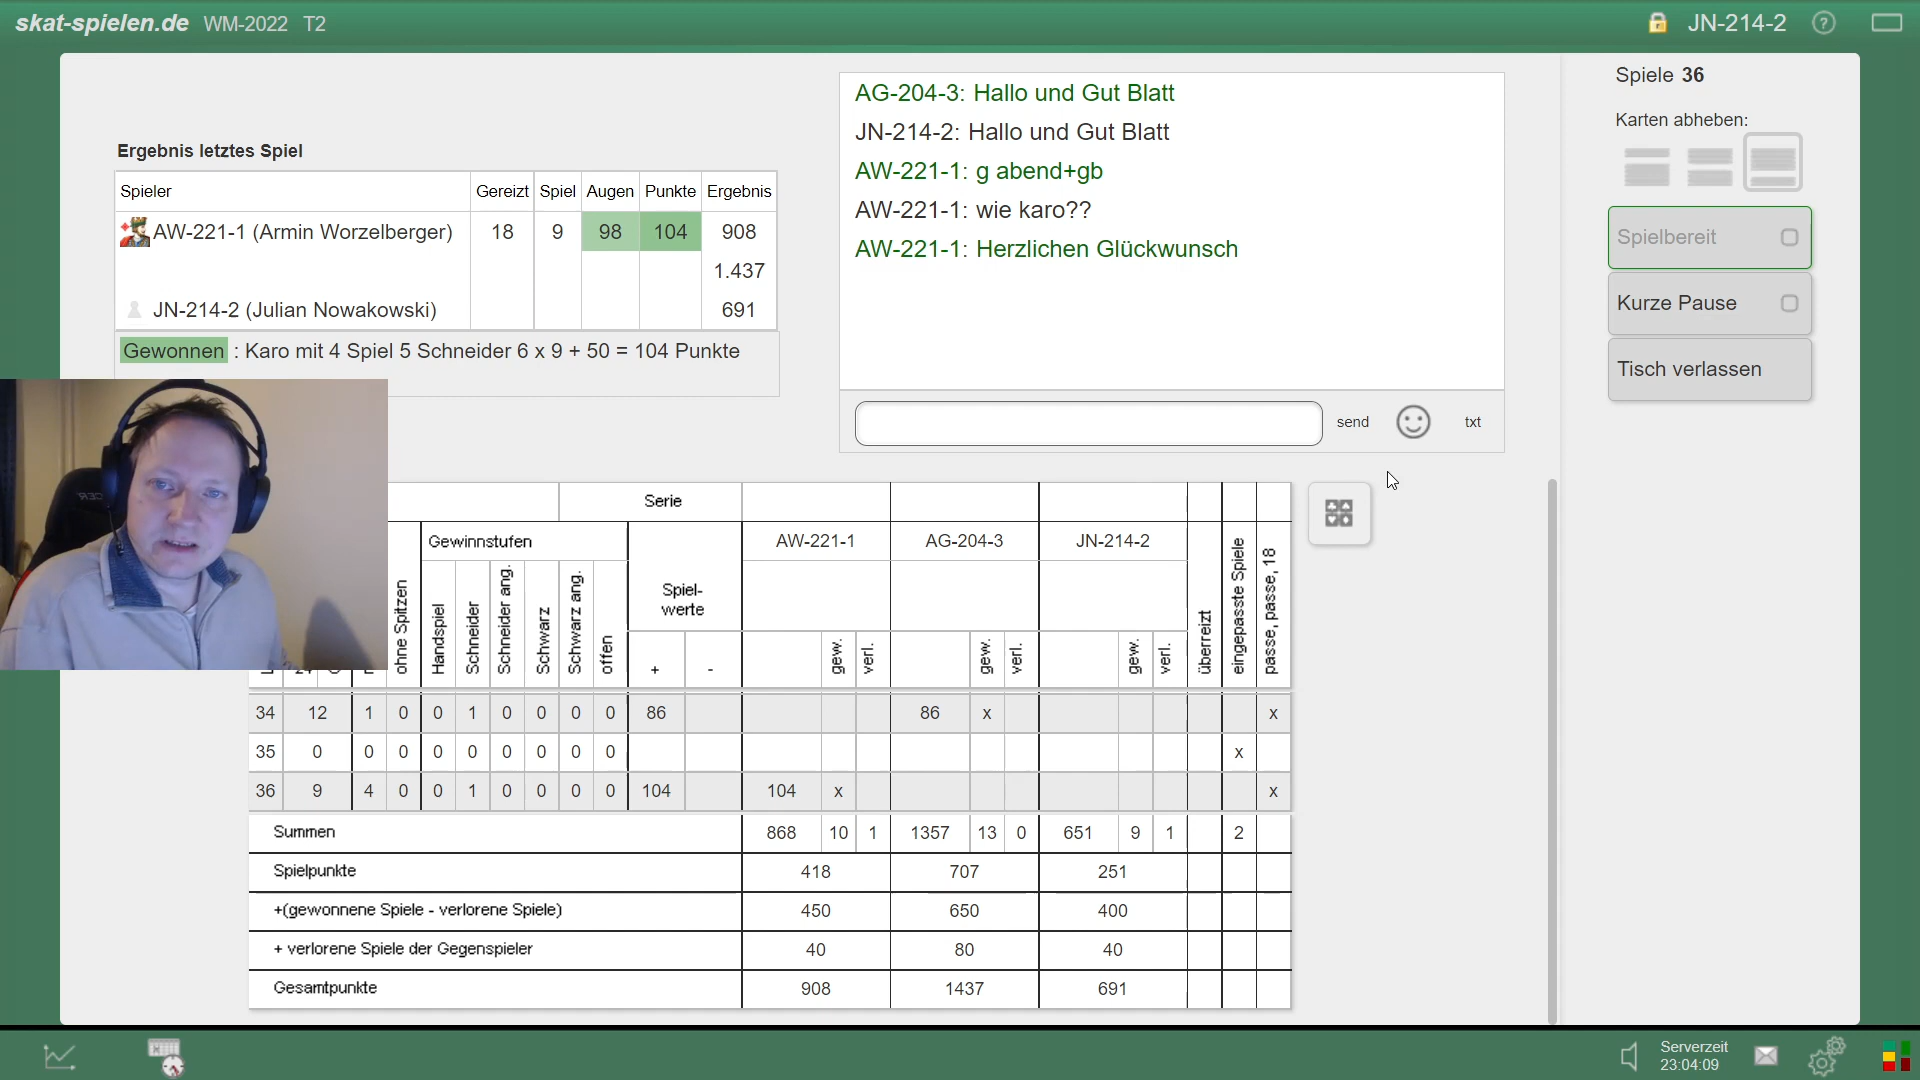 skat-spielen.de WM-2022 T2
JN-214-2
Ergebnis letztes Spiel
Spieler Gereizt Spiel Augen Punkte Ergebnis
AW-221-1 (Armin Worzelberger) 18 9 98 104 908
1.437
JN-214-2 (Julian Nowakowski) 691
Gewonnen : Karo mit 4 Spiel 5 Schneider 6 x 9 + 50 = 104 Punkte
AG-204-3: Hallo und Gut Blatt
JN-214-2: Hallo und Gut Blatt
AW-221-1: g abend+gb
AW-221-1: wie karo??
AW-221-1: Herzlichen Glückwunsch
send txt
Spiele 36
Karten abheben:
Spielbereit
Kurze Pause
Tisch verlassen
Serie
Gewinnstufen
AW-221-1 AG-204-3 JN-214-2
Spiel-
werte
ohne Spitzen
Handspiel
Schneider
Schneider ang.
Schwarz
Schwarz ang.
offen
+ -
gew. verl. gew. verl. gew. verl.
überreizt
eingepasste Spiele
passe, passe, 18
34 12 1 0 0 1 0 0 0 0 86 86 x x
35 0 0 0 0 0 0 0 0 0 x
36 9 4 0 0 1 0 0 0 0 104 104 x x
Summen 868 10 1 1357 13 0 651 9 1 2
Spielpunkte 418 707 251
+(gewonnene Spiele - verlorene Spiele) 450 650 400
+ verlorene Spiele der Gegenspieler 40 80 40
Gesamtpunkte 908 1437 691
Serverzeit
23:04:09